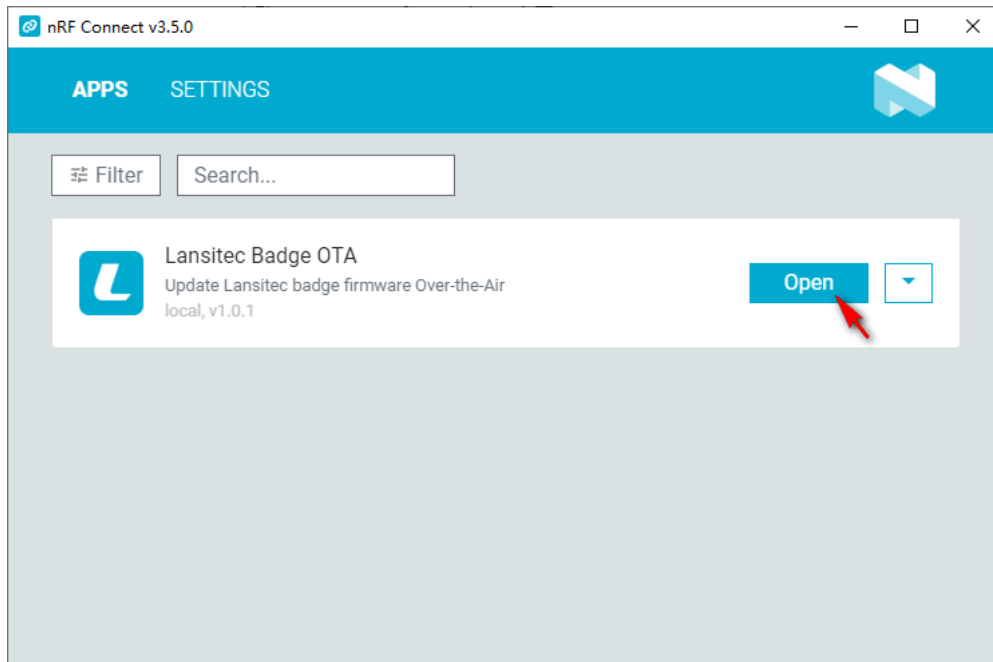 nRF Connect v3.5.0
APPS SETTINGS
Filter Search...
Lansitec Badge OTA
Update Lansitec badge firmware Over-the-Air
local, v1.0.1
Open